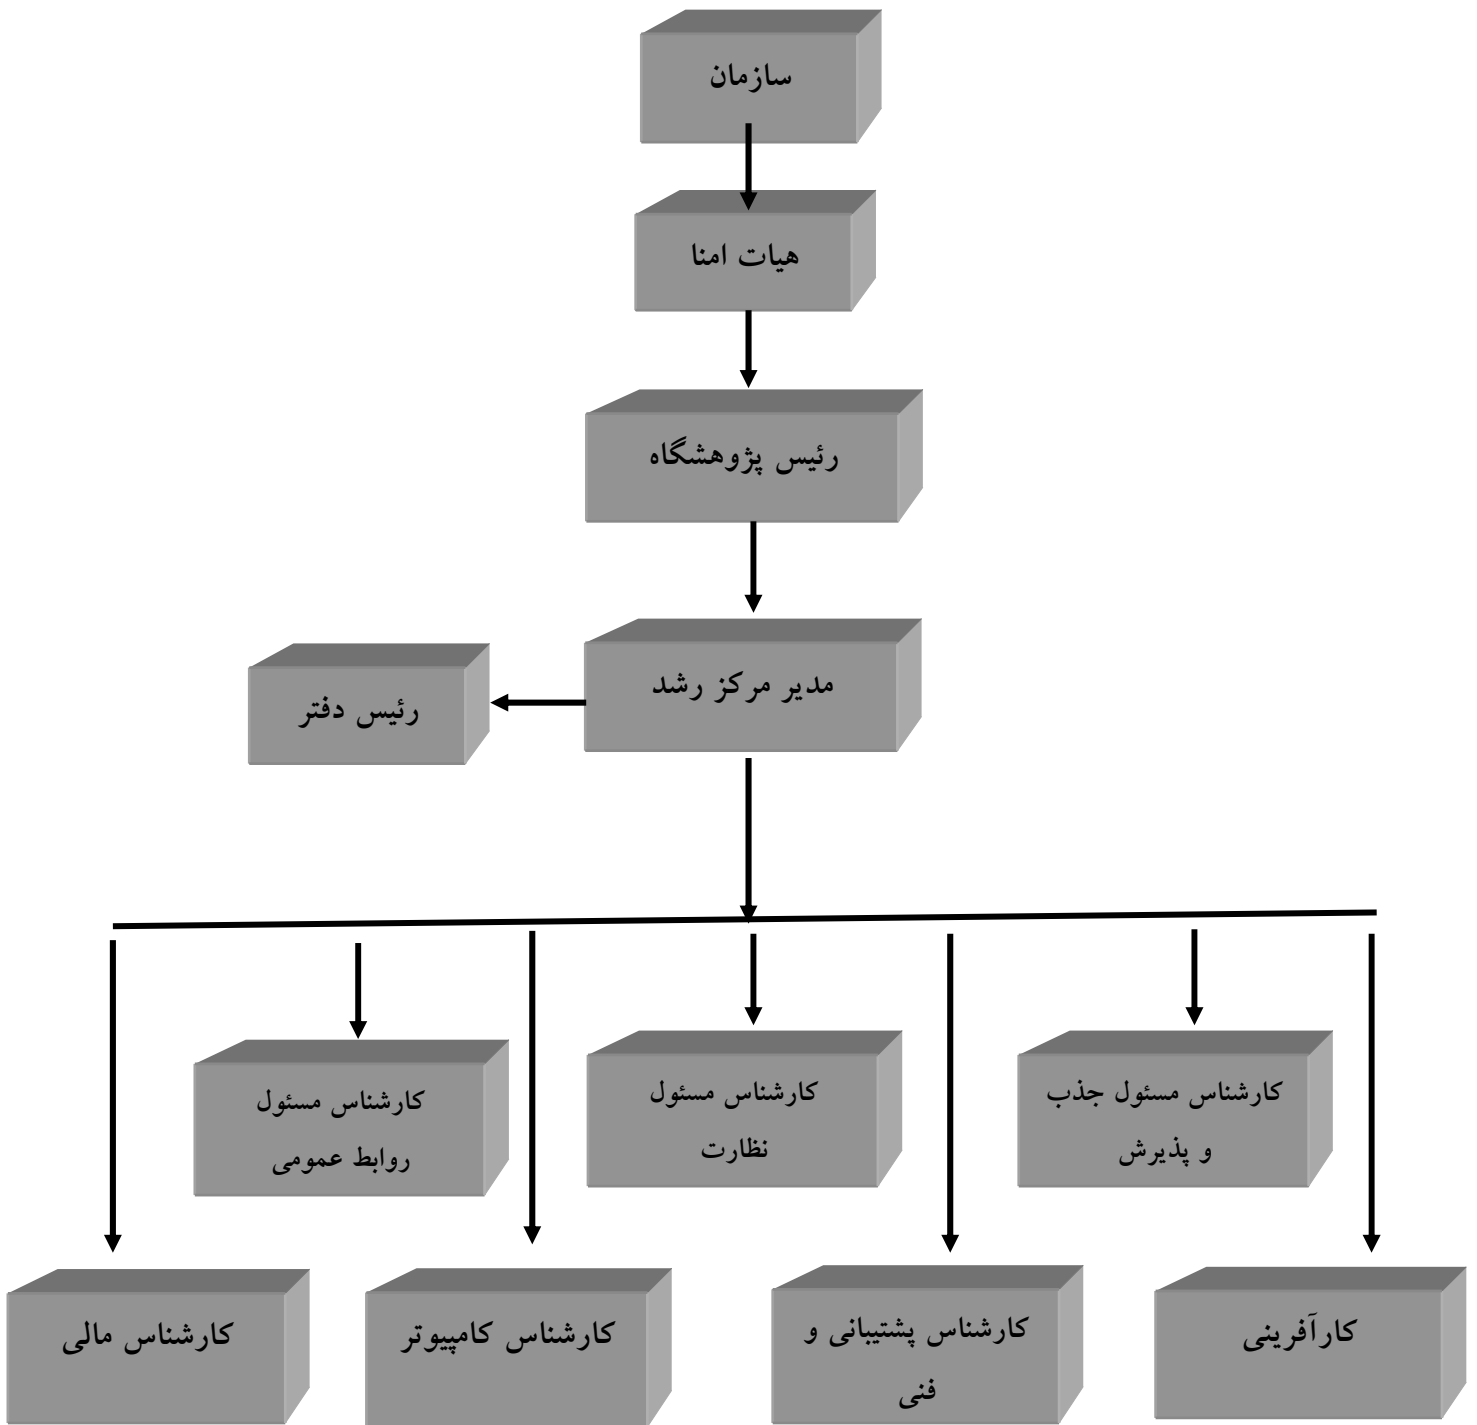 سازمان
هیات امنا
رئیس پژوهشگاه
مدیر مرکز رشد
رئیس دفتر
کارشناس مسئول جذب
و پذیرش
کارشناس مسئول
نظارت
کارشناس مسئول
روابط عمومی
کارآفرینی
کارشناس پشتیبانی و
فنی
کارشناس کامپیوتر
کارشناس مالی